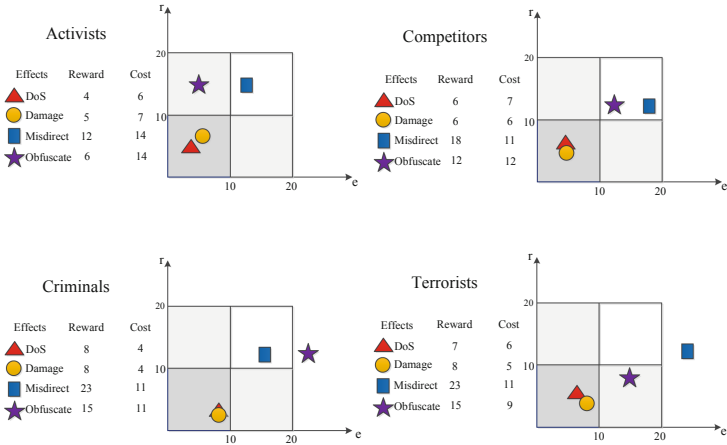 Activists
Effects Reward Cost
DoS 4 6
Damage 5 7
Misdirect 12 14
Obfuscate 6 14
r
20
10
10 20 e
Competitors
Effects Reward Cost
DoS 6 7
Damage 6 6
Misdirect 18 11
Obfuscate 12 12
r
20
10
10 20 e
Criminals
Effects Reward Cost
DoS 8 4
Damage 8 4
Misdirect 23 11
Obfuscate 15 11
r
20
10
10 20 e
Terrorists
Effects Reward Cost
DoS 7 6
Damage 8 5
Misdirect 23 11
Obfuscate 15 9
r
20
10
10 20 e